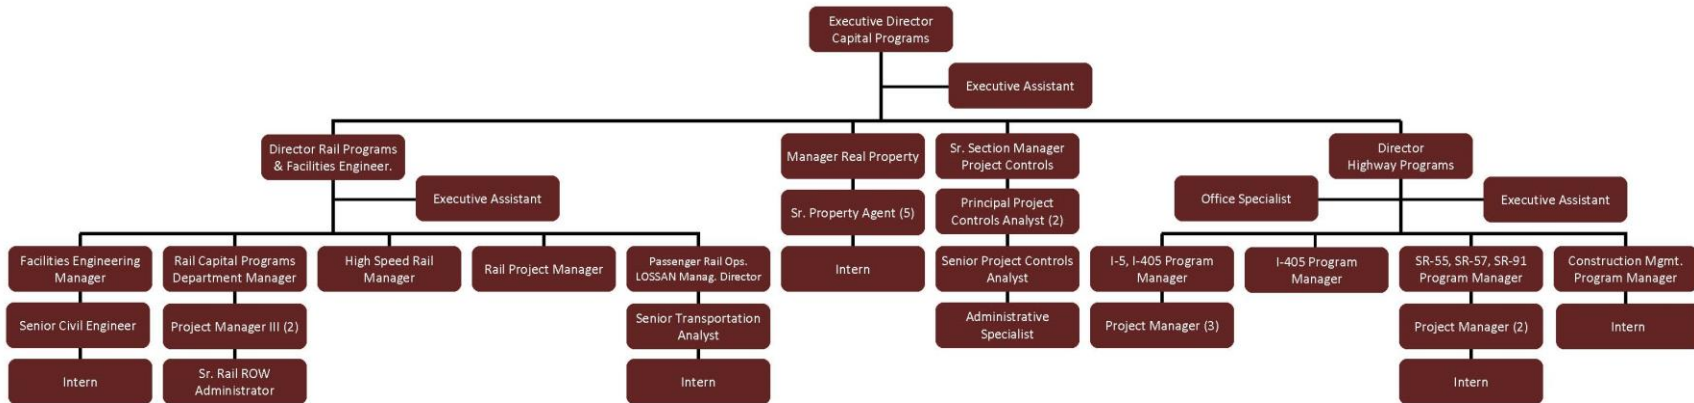 Executive Director
Capital Programs
Executive Assistant
Director Rail Programs
& Facilities Engineer.
Manager Real Property
Sr. Section Manager
Project Controls
Director
Highway Programs
Executive Assistant
Sr. Property Agent (5)
Principal Project
Controls Analyst (2)
Office Specialist
Executive Assistant
Facilities Engineering
Manager
Rail Capital Programs
Department Manager
High Speed Rail
Manager
Rail Project Manager
Passenger Rail Ops.
LOSSAN Manag. Director
Intern
Senior Project Controls
Analyst
I-5, I-405 Program
Manager
I-405 Program
Manager
SR-55, SR-57, SR-91
Program Manager
Construction Mgmt.
Program Manager
Senior Civil Engineer
Project Manager III (2)
Senior Transportation
Analyst
Administrative
Specialist
Project Manager (3)
Project Manager (2)
Intern
Intern
Sr. Rail ROW
Administrator
Intern
Intern